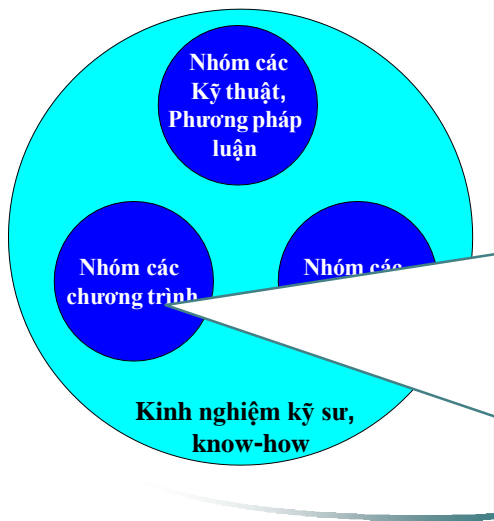 Nhóm các
Kỹ thuật,
Phương pháp
luận
Nhóm các
chương trình
Nhóm các
Kinh nghiệm kỹ sư,
know-how